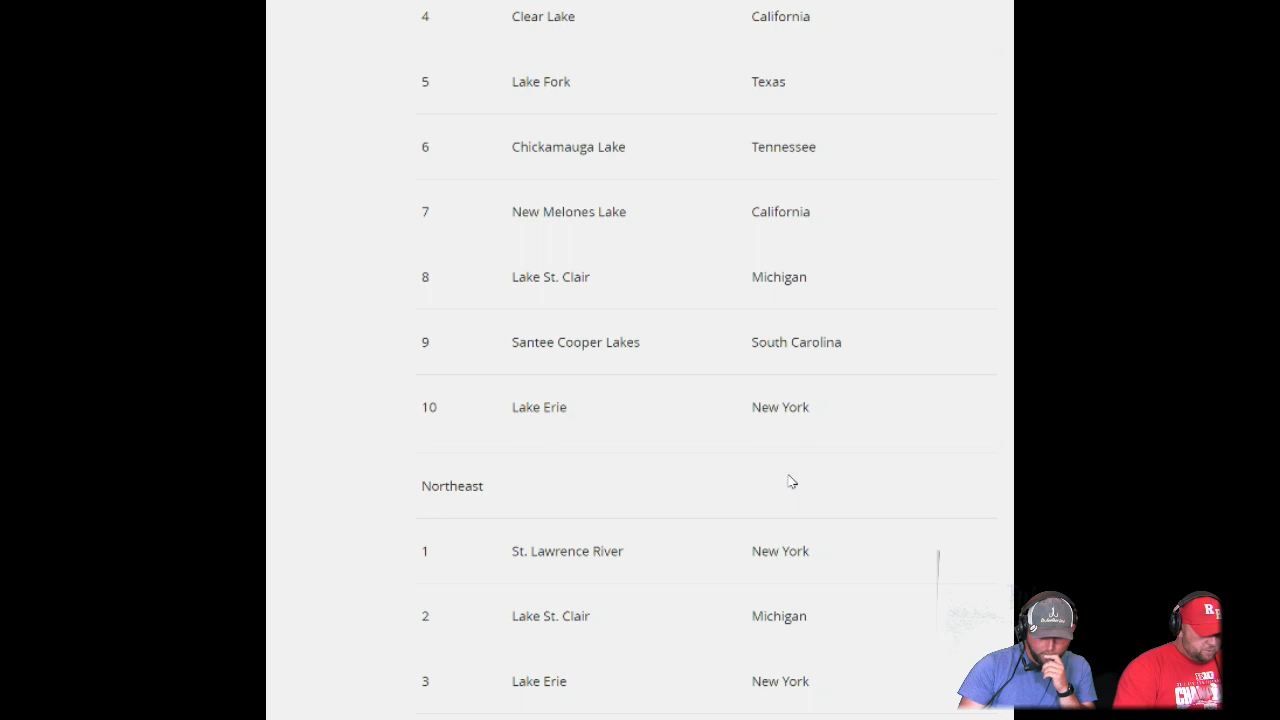 4 Clear Lake California
5 Lake Fork Texas
6 Chickamauga Lake Tennessee
7 New Melones Lake California
8 Lake St. Clair Michigan
9 Santee Cooper Lakes South Carolina
10 Lake Erie New York
Northeast
1 St. Lawrence River New York
2 Lake St. Clair Michigan
3 Lake Erie New York
R